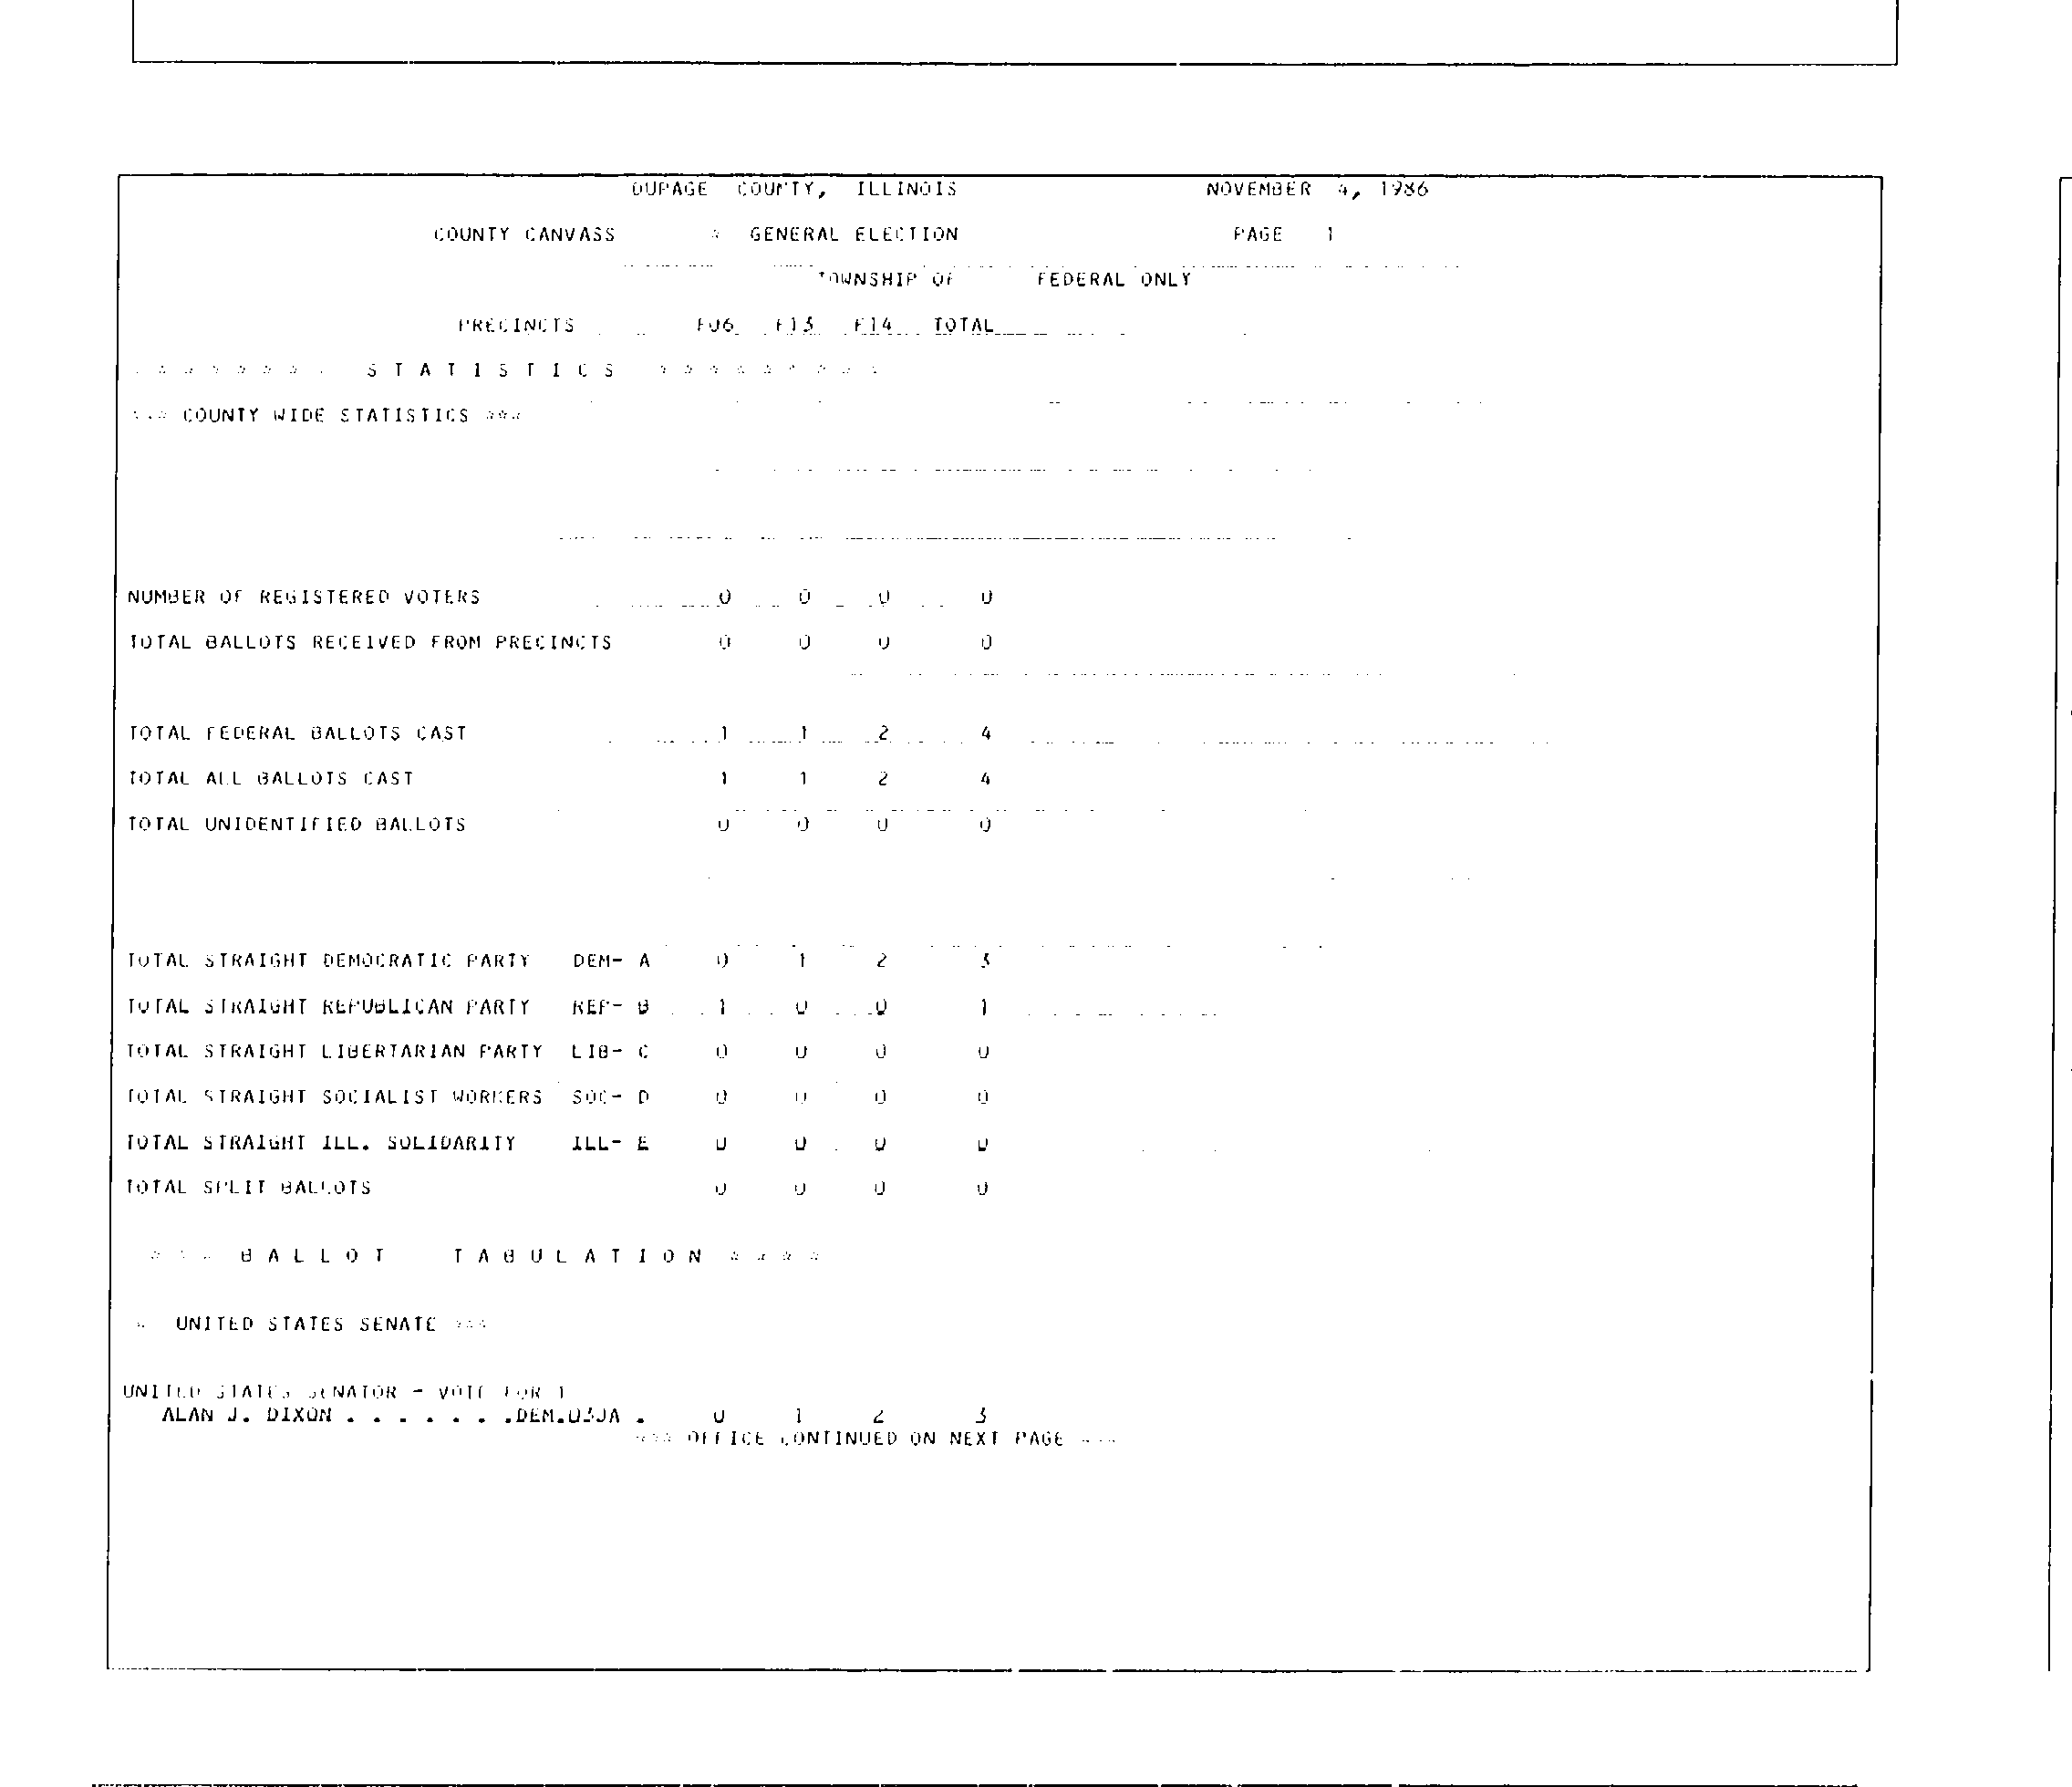 DUPAGE COUNTY, ILLINOIS NOVEMBER 4, 1986
COUNTY CANVASS * GENERAL ELECTION PAGE 1
TOWNSHIP OF FEDERAL ONLY
PRECINCTS F06 F13 F14 TOTAL
* * * * * * * * S T A T I S T I C S * * * * * * * * *
*** COUNTY WIDE STATISTICS ***
NUMBER OF REGISTERED VOTERS 0 0 0 0
TOTAL BALLOTS RECEIVED FROM PRECINCTS 0 0 0 0
TOTAL FEDERAL BALLOTS CAST 1 1 2 4
TOTAL ALL BALLOTS CAST 1 1 2 4
TOTAL UNIDENTIFIED BALLOTS 0 0 0 0
TOTAL STRAIGHT DEMOCRATIC PARTY DEM- A 0 1 2 3
TOTAL STRAIGHT REPUBLICAN PARTY REP- B 1 0 0 1
TOTAL STRAIGHT LIBERTARIAN PARTY LIB- C 0 0 0 0
TOTAL STRAIGHT SOCIALIST WORKERS SOC- D 0 0 0 0
TOTAL STRAIGHT ILL. SOLIDARITY ILL- E 0 0 0 0
TOTAL SPLIT BALLOTS 0 0 0 0
* * * B A L L O T T A B U L A T I O N * * * *
* UNITED STATES SENATE ***
UNITED STATES SENATOR - VOTE FOR 1
ALAN J. DIXON . . . . . . .DEM. . 0 1 2 3
*** OFFICE CONTINUED ON NEXT PAGE ***